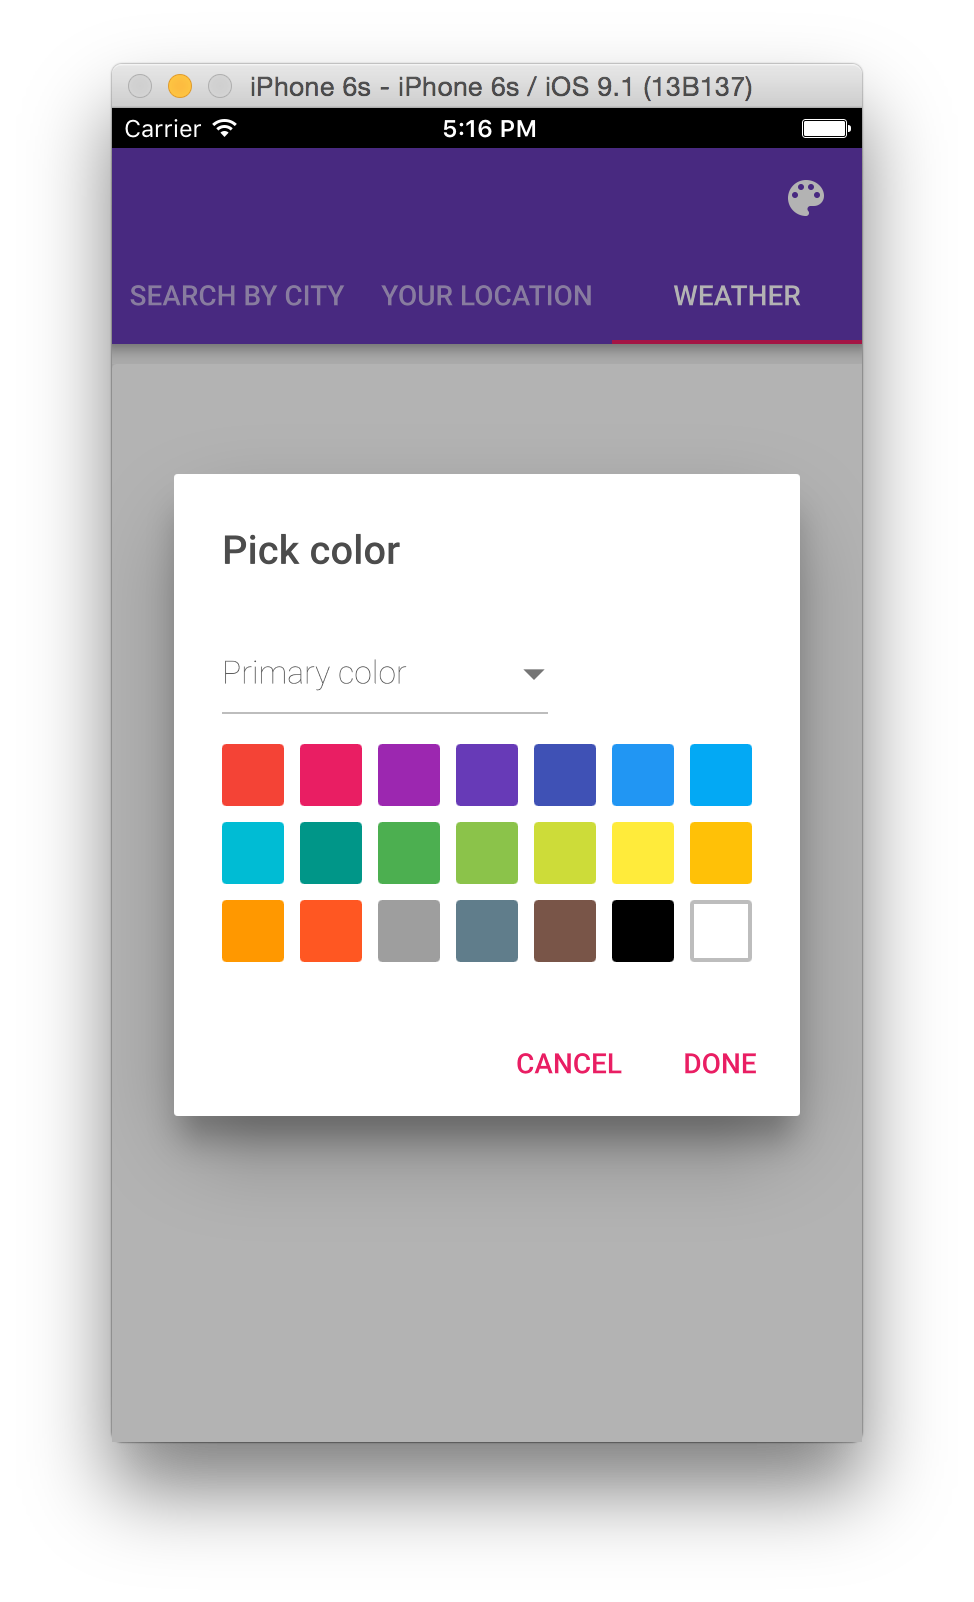 iPhone 6s - iPhone 6s / iOS 9.1 (13B137)
Carrier 5:16 PM
SEARCH BY CITY YOUR LOCATION WEATHER
Pick color
Primary color
CANCEL DONE